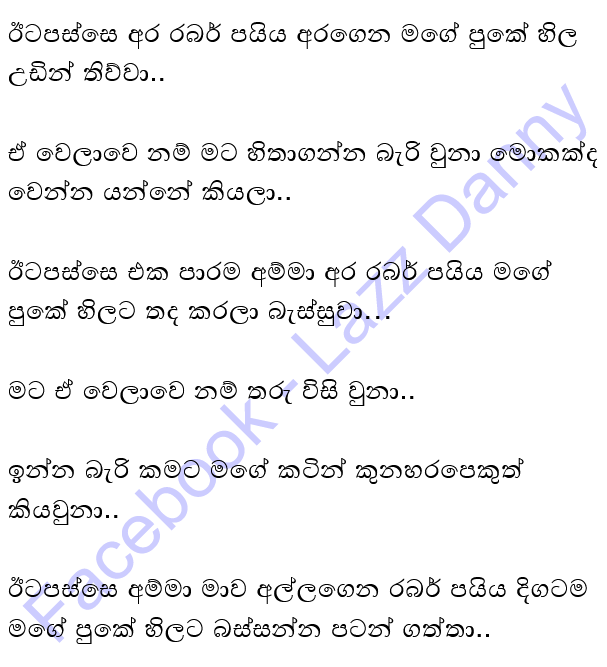 ඊටපස්සෙ අර රබර් පයිය අරගෙන මගේ පුකේ හිල
උඩින් තිව්වා..
ඒ වෙලාවෙ නම් මට හිතාගන්න බැරි වුනා මොකක්ද
වෙන්න යන්නේ කියලා..
ඊටපස්සෙ එක පාරම අම්මා අර රබර් පයිය මගේ
පුකේ හිලට තද කරලා බැස්සුවා...
මට ඒ වෙලාවෙ නම් තරු විසි වුනා..
ඉන්න බැරි කමට මගේ කටින් කුනහරපෙකුත්
කියවුනා..
ඊටපස්සෙ අම්මා මාව අල්ලගෙන රබර් පයිය දිගටම
මගේ පුකේ හිලට බස්සන්න පටන් ගත්තා..
Facebook - Lazz Danny